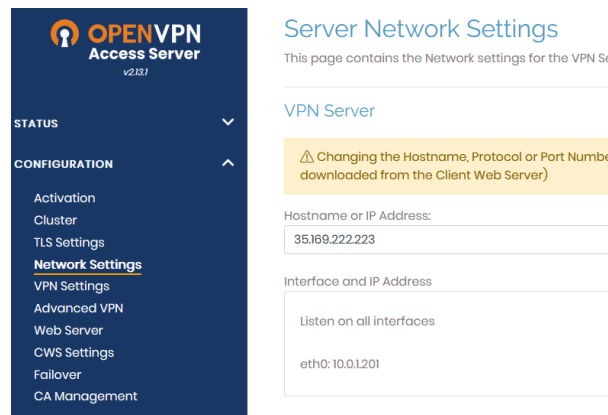 OPENVPN
Access Server
v2.13.1
STATUS
CONFIGURATION
Activation
Cluster
TLS Settings
Network Settings
VPN Settings
Advanced VPN
Web Server
CWS Settings
Failover
CA Management
Server Network Settings
This page contains the Network settings for the VPN Se
VPN Server
Changing the Hostname, Protocol or Port Numbe
downloaded from the Client Web Server)
Hostname or IP Address:
35.169.222.223
Interface and IP Address
Listen on all interfaces
eth0: 10.0.1.201